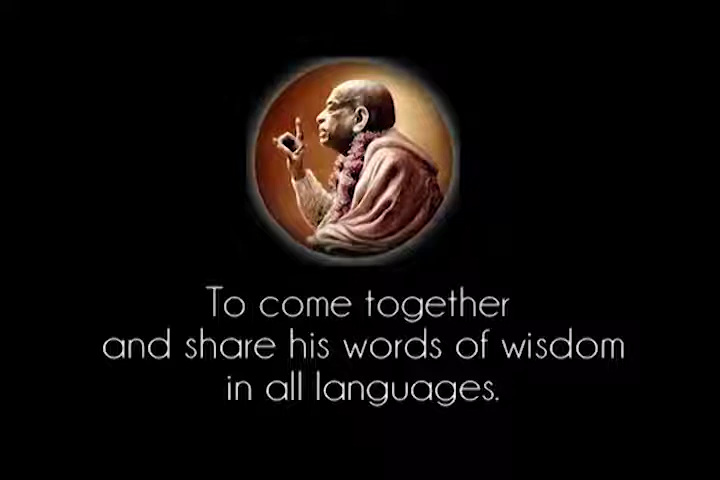 To come together
and share his words of wisdom
in all languages.